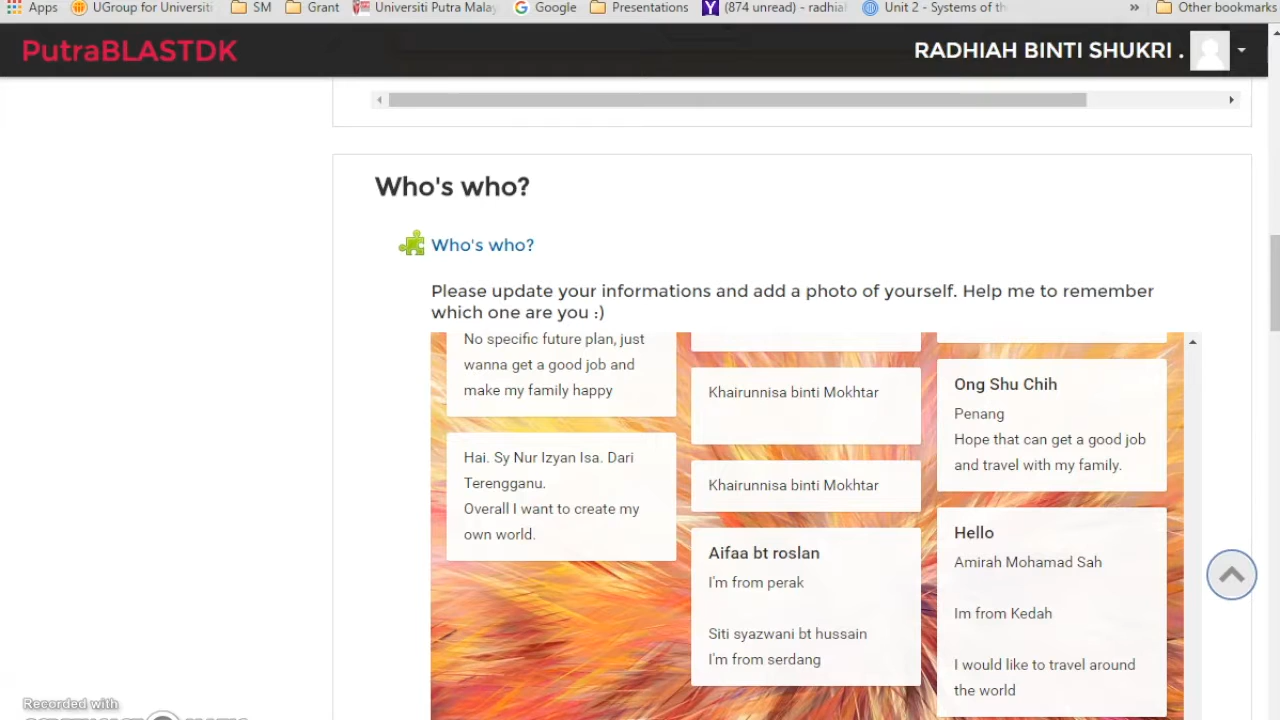 Apps
UGroup for Universiti
SM
Grant
Universiti Putra Malay
Google
Presentations
(874 unread) - radhial
Unit 2 - Systems of th
»
Other bookmarks
PutraBLASTDK
RADHIAH BINTI SHUKRI .
Who's who?
Who's who?
Please update your informations and add a photo of yourself. Help me to remember
which one are you :)
No specific future plan, just
wanna get a good job and
make my family happy
Hai. Sy Nur Izyan Isa. Dari
Terengganu.
Overall I want to create my
own world.
Khairunnisa binti Mokhtar
Khairunnisa binti Mokhtar
Aifaa bt roslan
I'm from perak
Siti syazwani bt hussain
I'm from serdang
Ong Shu Chih
Penang
Hope that can get a good job
and travel with my family.
Hello
Amirah Mohamad Sah
Im from Kedah
I would like to travel around
the world
Recorded with